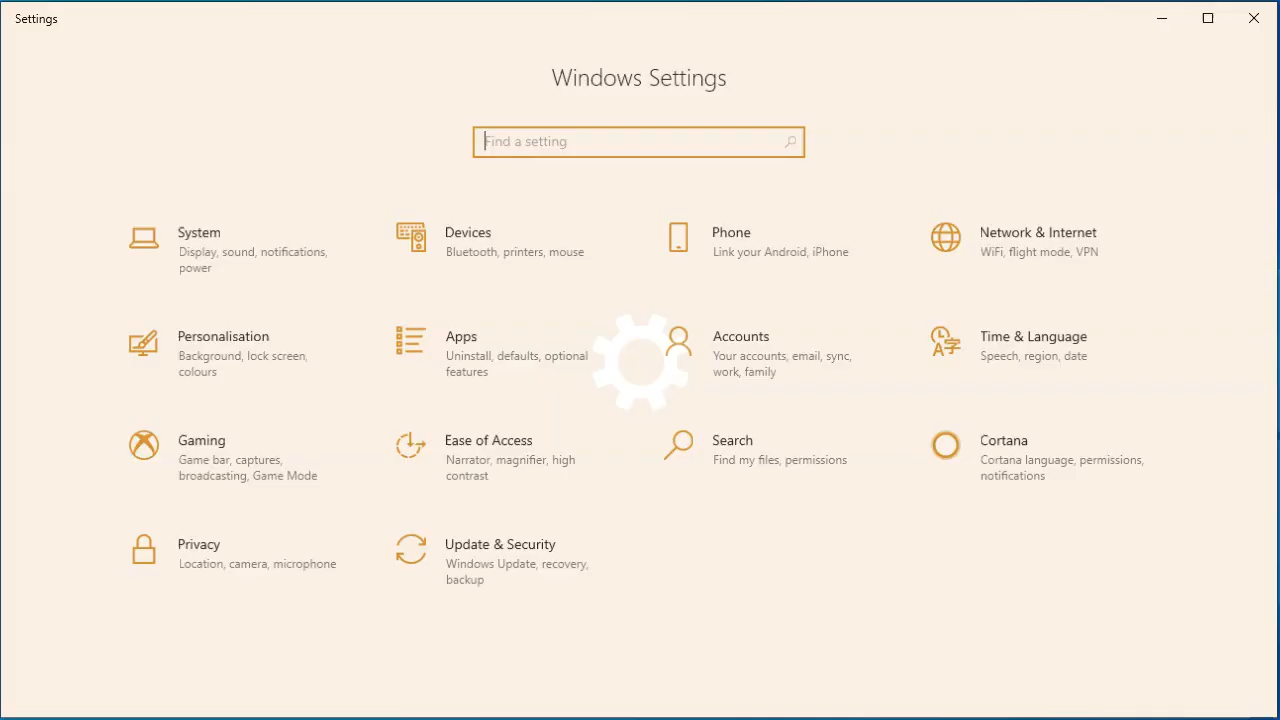 Settings
Windows Settings
Find a setting
System
Display, sound, notifications,
power
Devices
Bluetooth, printers, mouse
Phone
Link your Android, iPhone
Network & Internet
WiFi, flight mode, VPN
Personalisation
Background, lock screen,
colours
Apps
Uninstall, defaults, optional
features
Accounts
Your accounts, email, sync,
work, family
Time & Language
Speech, region, date
Gaming
Game bar, captures,
broadcasting, Game Mode
Ease of Access
Narrator, magnifier, high
contrast
Search
Find my files, permissions
Cortana
Cortana language, permissions,
notifications
Privacy
Location, camera, microphone
Update & Security
Windows Update, recovery,
backup